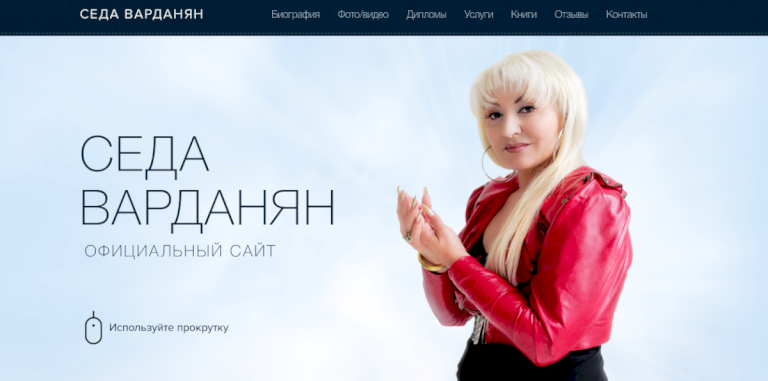 СЕДА ВАРДАНЯН
Биография Фото/видео Дипломы Услуги Книги Отзывы Контакты
СЕДА
ВАРДАНЯН
ОФИЦИАЛЬНЫЙ САЙТ
Используйте прокрутку